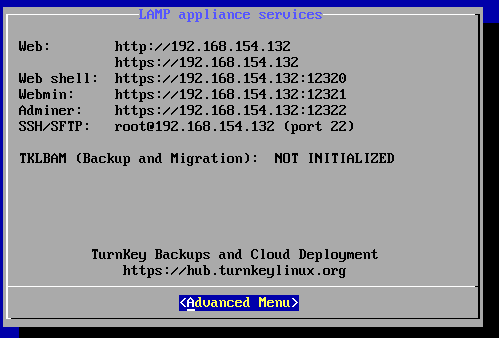 LAMP appliance services
Web: http://192.168.154.132
https://192.168.154.132
Web shell: https://192.168.154.132:12320
Webmin: https://192.168.154.132:12321
Adminer: https://192.168.154.132:12322
SSH/SFTP: root@192.168.154.132 (port 22)
TKLBAM (Backup and Migration): NOT INITIALIZED
TurnKey Backups and Cloud Deployment
https://hub.turnkeylinux.org
<Advanced Menu>